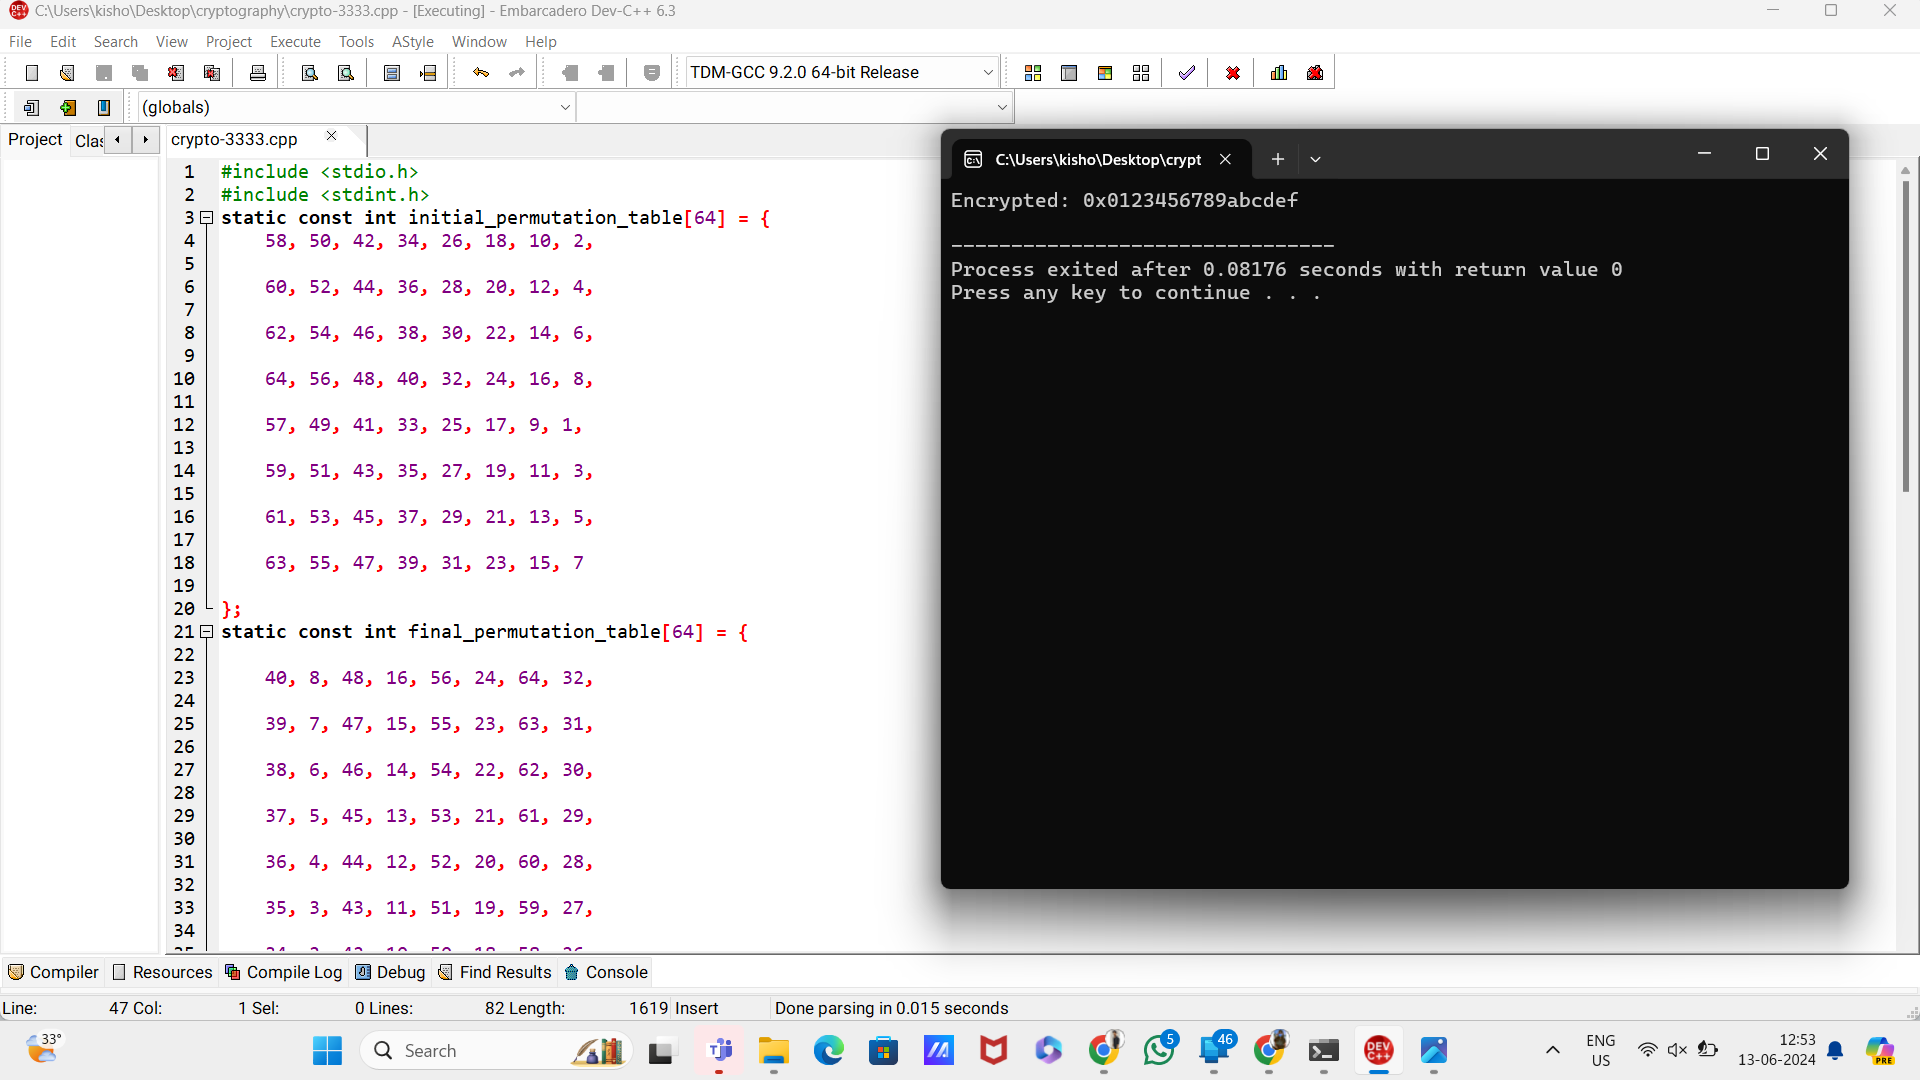 C:\Users\kisho\Desktop\cryptography\crypto-3333.cpp - [Executing] - Embarcadero Dev-C++ 6.3
File Edit Search View Project Execute Tools AStyle Window Help
TDM-GCC 9.2.0 64-bit Release
(globals)
Project Clas
crypto-3333.cpp
1 #include <stdio.h>
2 #include <stdint.h>
3 static const int initial_permutation_table[64] = {
4 58, 50, 42, 34, 26, 18, 10, 2,
5
6 60, 52, 44, 36, 28, 20, 12, 4,
7
8 62, 54, 46, 38, 30, 22, 14, 6,
9
10 64, 56, 48, 40, 32, 24, 16, 8,
11
12 57, 49, 41, 33, 25, 17, 9, 1,
13
14 59, 51, 43, 35, 27, 19, 11, 3,
15
16 61, 53, 45, 37, 29, 21, 13, 5,
17
18 63, 55, 47, 39, 31, 23, 15, 7
19
20 };
21 static const int final_permutation_table[64] = {
22
23 40, 8, 48, 16, 56, 24, 64, 32,
24
25 39, 7, 47, 15, 55, 23, 63, 31,
26
27 38, 6, 46, 14, 54, 22, 62, 30,
28
29 37, 5, 45, 13, 53, 21, 61, 29,
30
31 36, 4, 44, 12, 52, 20, 60, 28,
32
33 35, 3, 43, 11, 51, 19, 59, 27,
34
C:\Users\kisho\Desktop\crypt
Encrypted: 0x0123456789abcdef
--------------------------------
Process exited after 0.08176 seconds with return value 0
Press any key to continue . . .
Compiler Resources Compile Log Debug Find Results Console
Line: 47 Col: 1 Sel: 0 Lines: 82 Length: 1619 Insert Done parsing in 0.015 seconds
33°
Search
5
46
DEV C++
ENG
US
12:53
13-06-2024
PRE